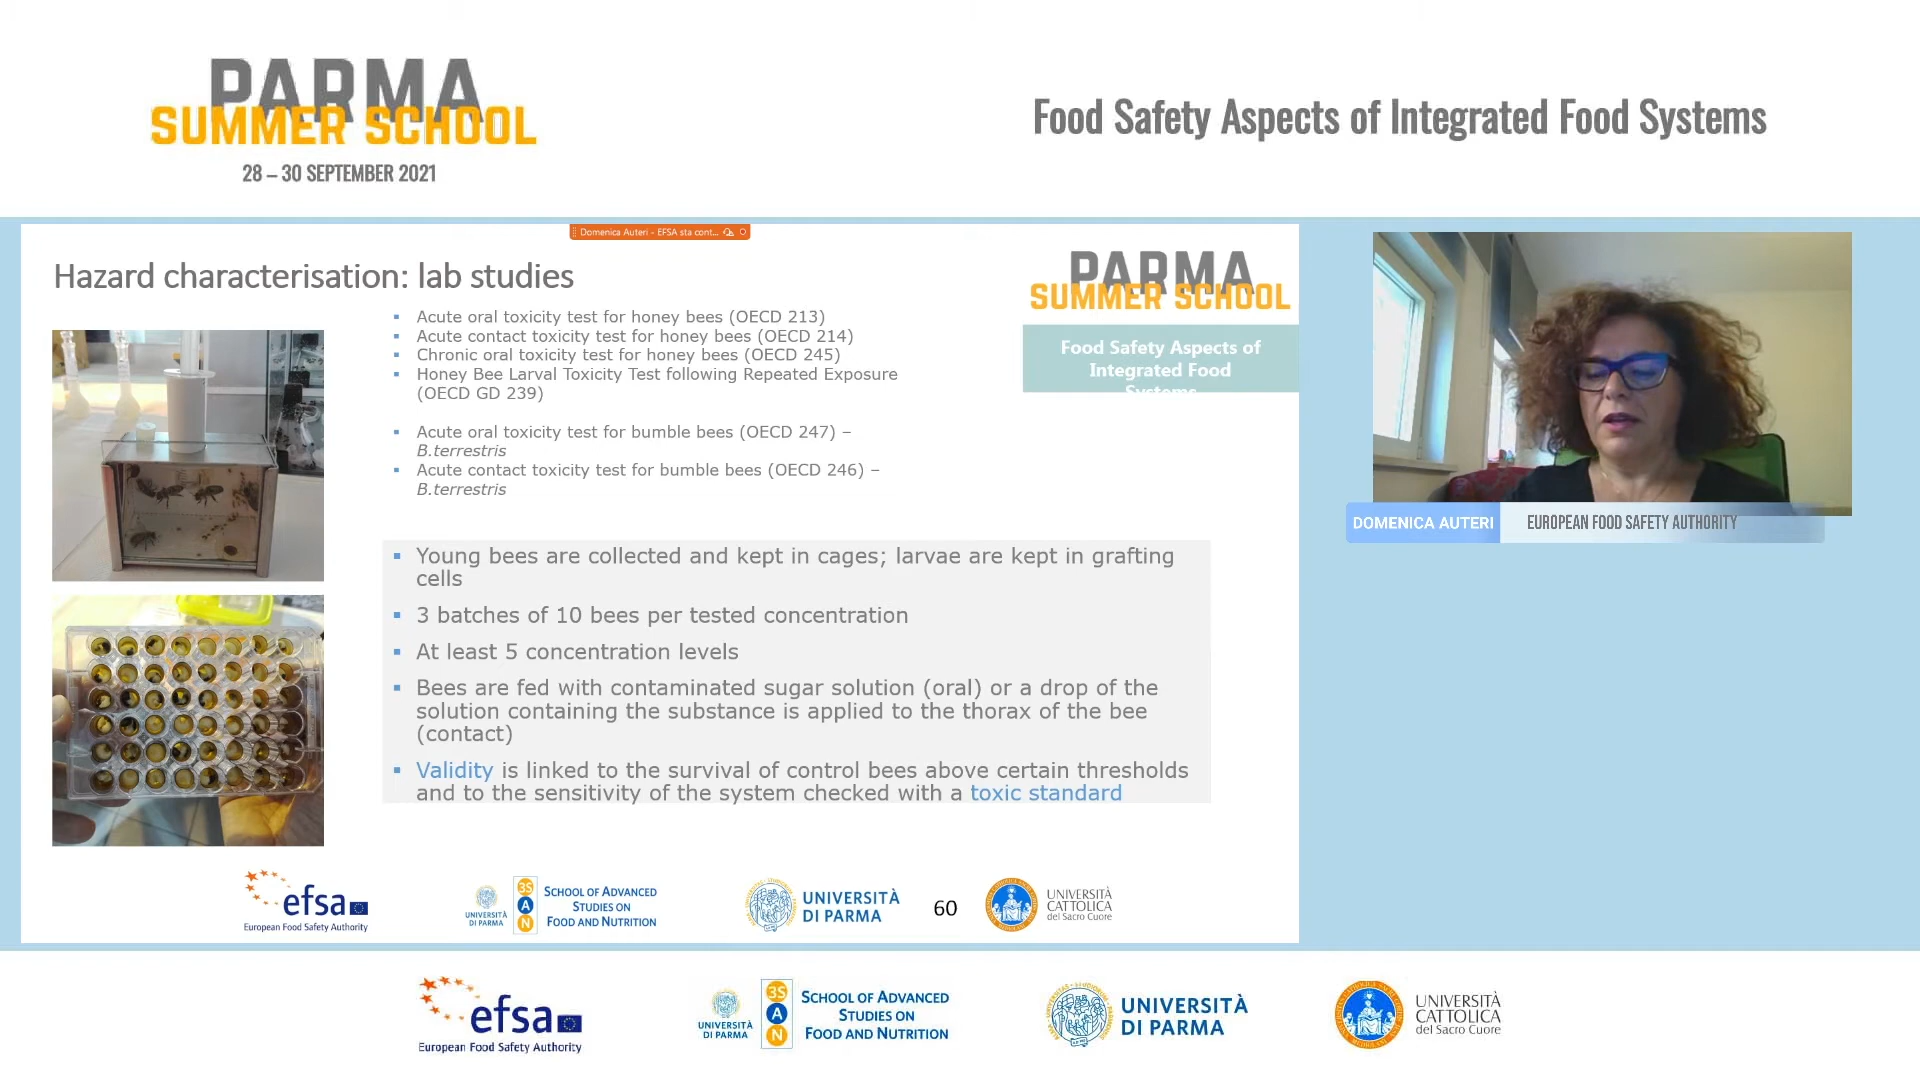 PARMA
SUMMER SCHOOL
28 – 30 SEPTEMBER 2021
Food Safety Aspects of Integrated Food Systems
Domenica Auteri - EFSA sta cont...
Hazard characterisation: lab studies
PARMA
SUMMER SCHOOL
Food Safety Aspects of
Integrated Food
Systems
▪ Acute oral toxicity test for honey bees (OECD 213)
▪ Acute contact toxicity test for honey bees (OECD 214)
▪ Chronic oral toxicity test for honey bees (OECD 245)
▪ Honey Bee Larval Toxicity Test following Repeated Exposure
(OECD GD 239)
▪ Acute oral toxicity test for bumble bees (OECD 247) –
B.terrestris
▪ Acute contact toxicity test for bumble bees (OECD 246) –
B.terrestris
▪ Young bees are collected and kept in cages; larvae are kept in grafting
cells
▪ 3 batches of 10 bees per tested concentration
▪ At least 5 concentration levels
▪ Bees are fed with contaminated sugar solution (oral) or a drop of the
solution containing the substance is applied to the thorax of the bee
(contact)
▪ Validity is linked to the survival of control bees above certain thresholds
and to the sensitivity of the system checked with a toxic standard
DOMENICA AUTERI
EUROPEAN FOOD SAFETY AUTHORITY
efsa
European Food Safety Authority
UNIVERSITÀ
DI PARMA
3S
A
N
SCHOOL OF ADVANCED
STUDIES ON
FOOD AND NUTRITION
UNIVERSITÀ
DI PARMA
60
UNIVERSITÀ
CATTOLICA
del Sacro Cuore
efsa
European Food Safety Authority
UNIVERSITÀ
DI PARMA
3S
A
N
SCHOOL OF ADVANCED
STUDIES ON
FOOD AND NUTRITION
UNIVERSITÀ
DI PARMA
UNIVERSITÀ
CATTOLICA
del Sacro Cuore